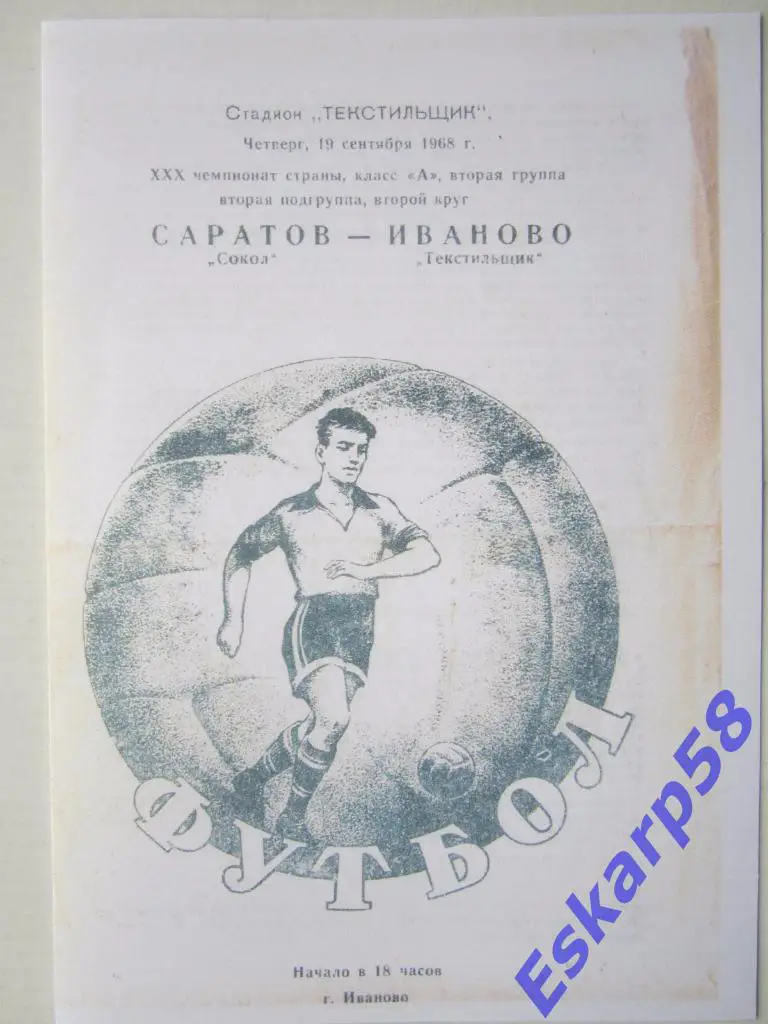 Стадион „ТЕКСТИЛЬЩИК“,
Четверг, 19 сентября 1968 г.
XXX чемпионат страны, класс «А», вторая группа
вторая подгруппа, второй круг
САРАТОВ — ИВАНОВО
„Сокол“ „Текстильщик“
ФУТБОЛ
Начало в 18 часов
г. Иваново
Eskarp58